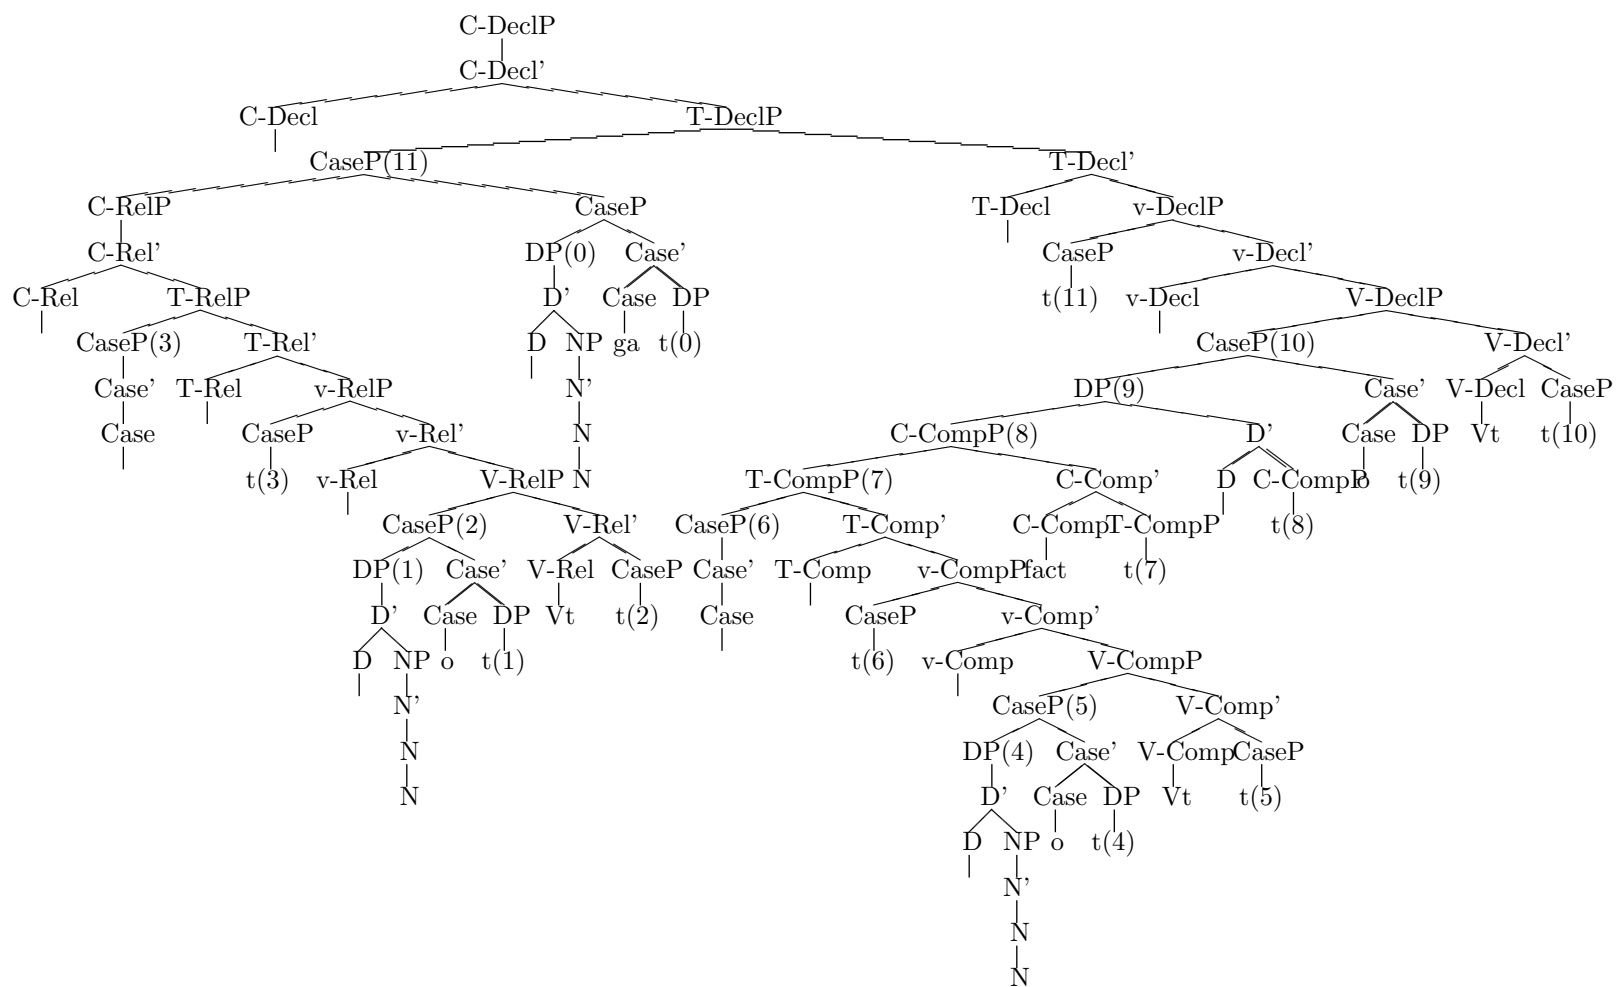 C-DeclP
C-Decl’
C-Decl T-DeclP
CaseP(11) T-Decl’
C-RelP CaseP T-Decl v-DeclP
C-Rel’ DP(0) Case’ CaseP v-Decl’
C-Rel T-RelP D’ Case DP t(11) v-Decl V-DeclP
CaseP(3) T-Rel’ D NP ga t(0) CaseP(10) V-Decl’
Case’ T-Rel v-RelP N’ DP(9) Case’ V-Decl CaseP
Case CaseP v-Rel’ N C-CompP(8) D’ Case DP Vt t(10)
t(3) v-Rel V-RelP N T-CompP(7) C-Comp’ D C-CompP o t(9)
CaseP(2) V-Rel’ CaseP(6) T-Comp’ C-Comp T-CompP t(8)
DP(1) Case’ V-Rel CaseP Case’ T-Comp v-CompP fact t(7)
D’ Case DP Vt t(2) Case CaseP v-Comp’
D NP o t(1) t(6) v-Comp V-CompP
N’ CaseP(5) V-Comp’
N DP(4) Case’ V-Comp CaseP
N D’ Case DP Vt t(5)
D NP o t(4)
N’
N
N